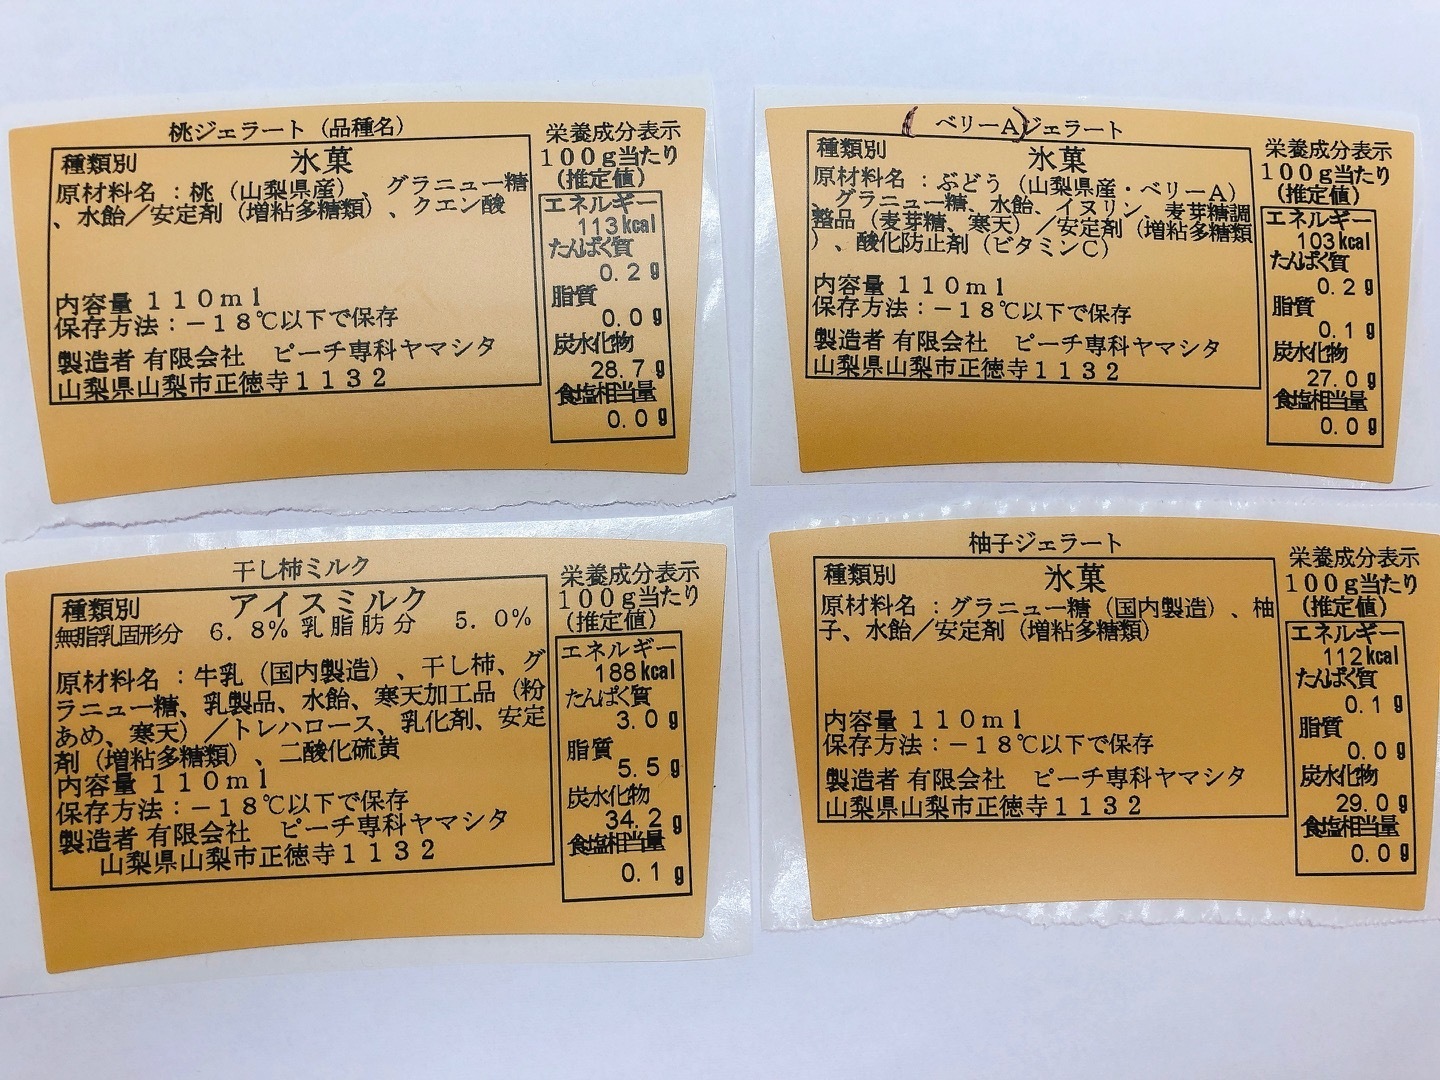 桃ジェラート（品種名）
種類別 氷菓
原材料名：桃（山梨県産）、グラニュー糖
、水飴／安定剤（増粘多糖類）、クエン酸
内容量１１０ｍｌ
保存方法：－１８℃以下で保存
製造者 有限会社　ピーチ専科ヤマシタ
山梨県山梨市正徳寺１１３２
栄養成分表示
１００ｇ当たり
（推定値）
エネルギー
113kcal
たんぱく質
0.2g
脂質
0.0g
炭水化物
28.7g
食塩相当量
0.0g
(ベリーA)ジェラート
種類別 氷菓
原材料名：ぶどう（山梨県産・ベリーA）
、グラニュー糖、水飴、イヌリン、麦芽糖調
整品（麦芽糖、寒天）／安定剤（増粘多糖類
）、酸化防止剤（ビタミンC）
内容量１１０ｍｌ
保存方法：－１８℃以下で保存
製造者 有限会社　ピーチ専科ヤマシタ
山梨県山梨市正徳寺１１３２
栄養成分表示
１００ｇ当たり
（推定値）
エネルギー
103kcal
たんぱく質
0.2g
脂質
0.1g
炭水化物
27.0g
食塩相当量
0.0g
干し柿ミルク
種類別 アイスミルク
無脂乳固形分 6.8% 乳脂肪分 5.0%
原材料名：牛乳（国内製造）、干し柿、グ
ラニュー糖、乳製品、水飴、寒天加工品（粉
あめ、寒天）／トレハロース、乳化剤、安定
剤（増粘多糖類）、二酸化硫黄
内容量１１０ｍｌ
保存方法：－１８℃以下で保存
製造者 有限会社　ピーチ専科ヤマシタ
山梨県山梨市正徳寺１１３２
栄養成分表示
１００ｇ当たり
（推定値）
エネルギー
188kcal
たんぱく質
3.0g
脂質
5.5g
炭水化物
34.2g
食塩相当量
0.1g
柚子ジェラート
種類別 氷菓
原材料名：グラニュー糖（国内製造）、柚
子、水飴／安定剤（増粘多糖類）
内容量１１０ｍｌ
保存方法：－１８℃以下で保存
製造者 有限会社　ピーチ専科ヤマシタ
山梨県山梨市正徳寺１１３２
栄養成分表示
１００ｇ当たり
（推定値）
エネルギー
112kcal
たんぱく質
0.1g
脂質
0.0g
炭水化物
29.0g
食塩相当量
0.0g